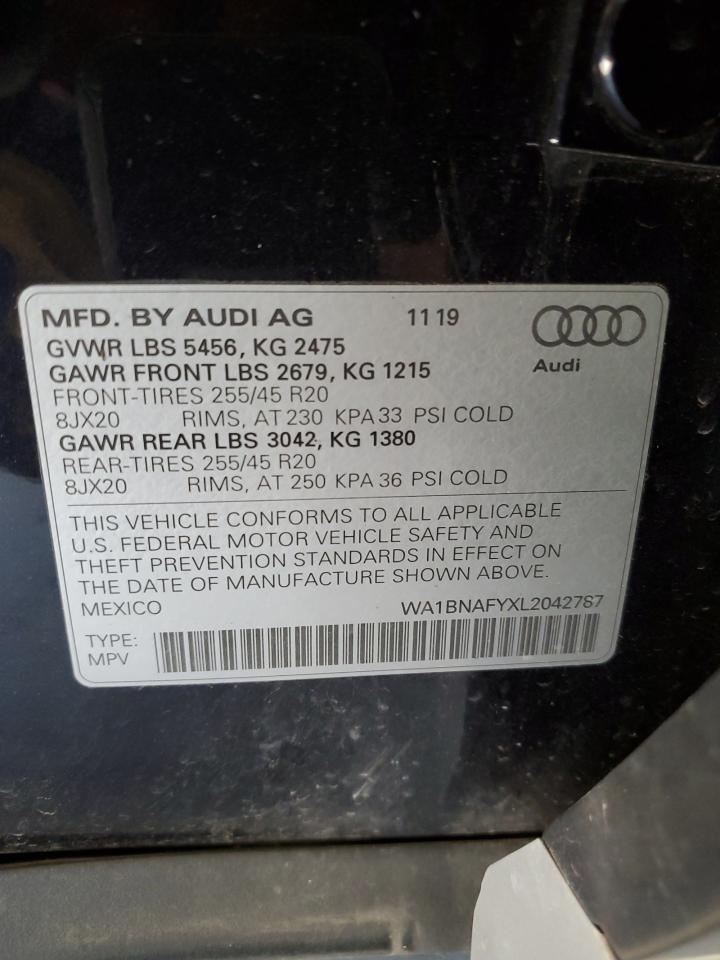 MFD. BY AUDI AG 11 19
GVWR LBS 5456, KG 2475
Audi
GAWR FRONT LBS 2679, KG 1215
FRONT-TIRES 255/45 R20
8JX20 RIMS, AT 230 KPA 33 PSI COLD
GAWR REAR LBS 3042, KG 1380
REAR-TIRES 255/45 R20
8JX20 RIMS, AT 250 KPA 36 PSI COLD
THIS VEHICLE CONFORMS TO ALL APPLICABLE
U.S. FEDERAL MOTOR VEHICLE SAFETY AND
THEFT PREVENTION STANDARDS IN EFFECT ON
THE DATE OF MANUFACTURE SHOWN ABOVE.
MEXICO WA1BNAFYXL2042787
TYPE:
MPV